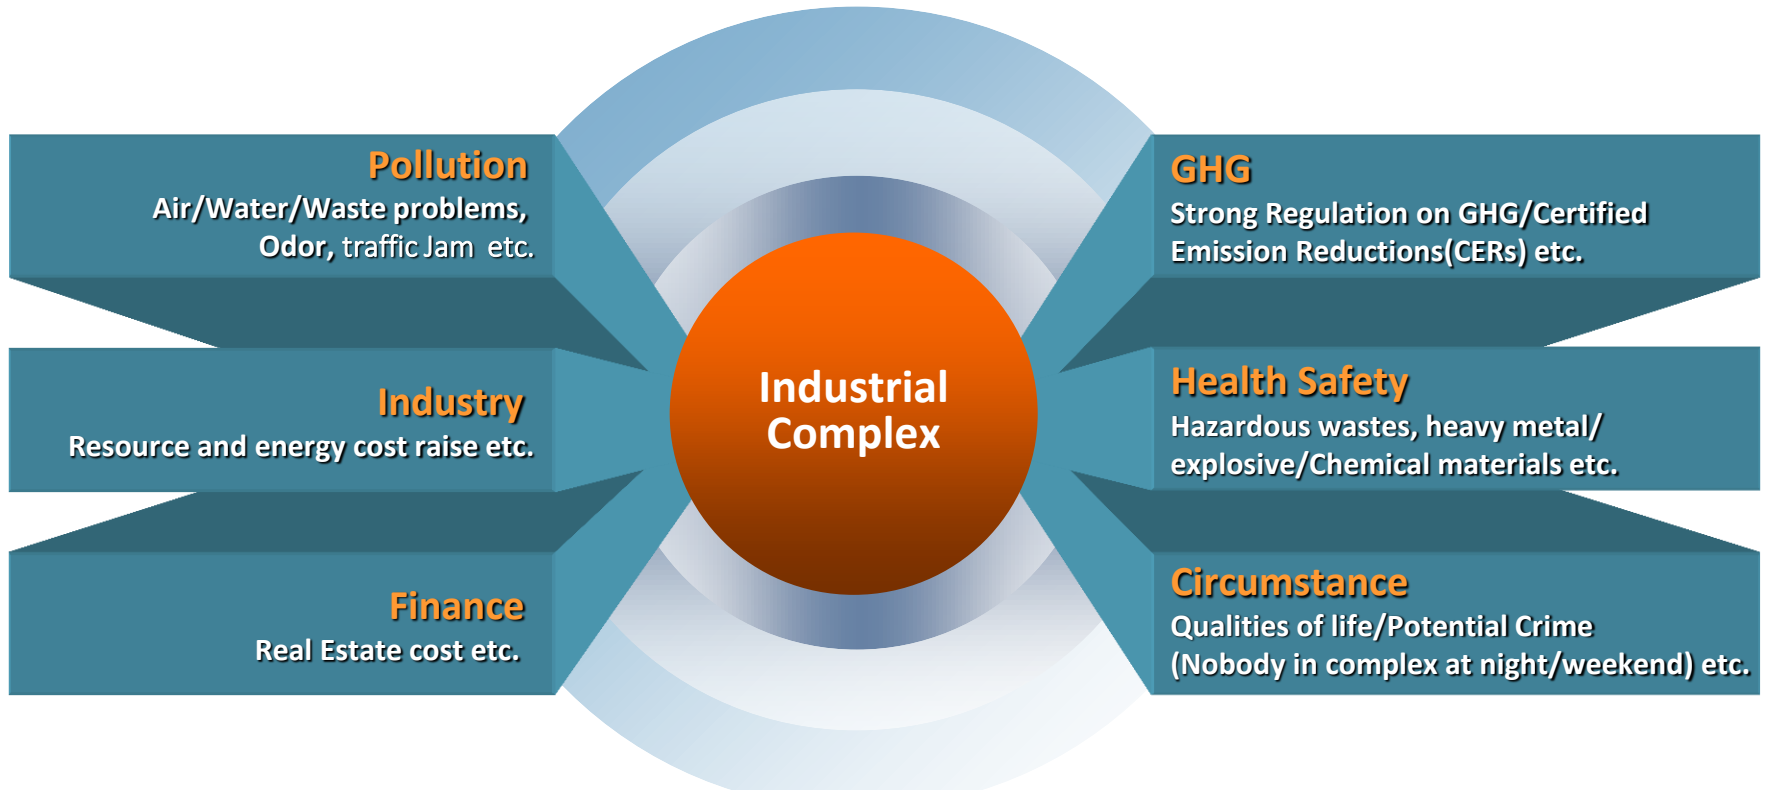 Pollution
Air/Water/Waste problems,
Odor, traffic Jam etc.
Industry
Resource and energy cost raise etc.
Finance
Real Estate cost etc.
Industrial
Complex
GHG
Strong Regulation on GHG/Certified
Emission Reductions(CERs) etc.
Health Safety
Hazardous wastes, heavy metal/
explosive/Chemical materials etc.
Circumstance
Qualities of life/Potential Crime
(Nobody in complex at night/weekend) etc.